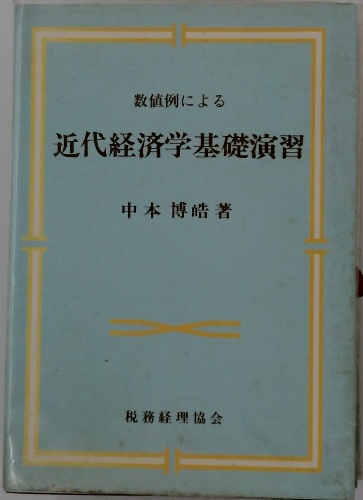 数値例による
近代経済学基礎演習
中本 博皓著
税務経理協会